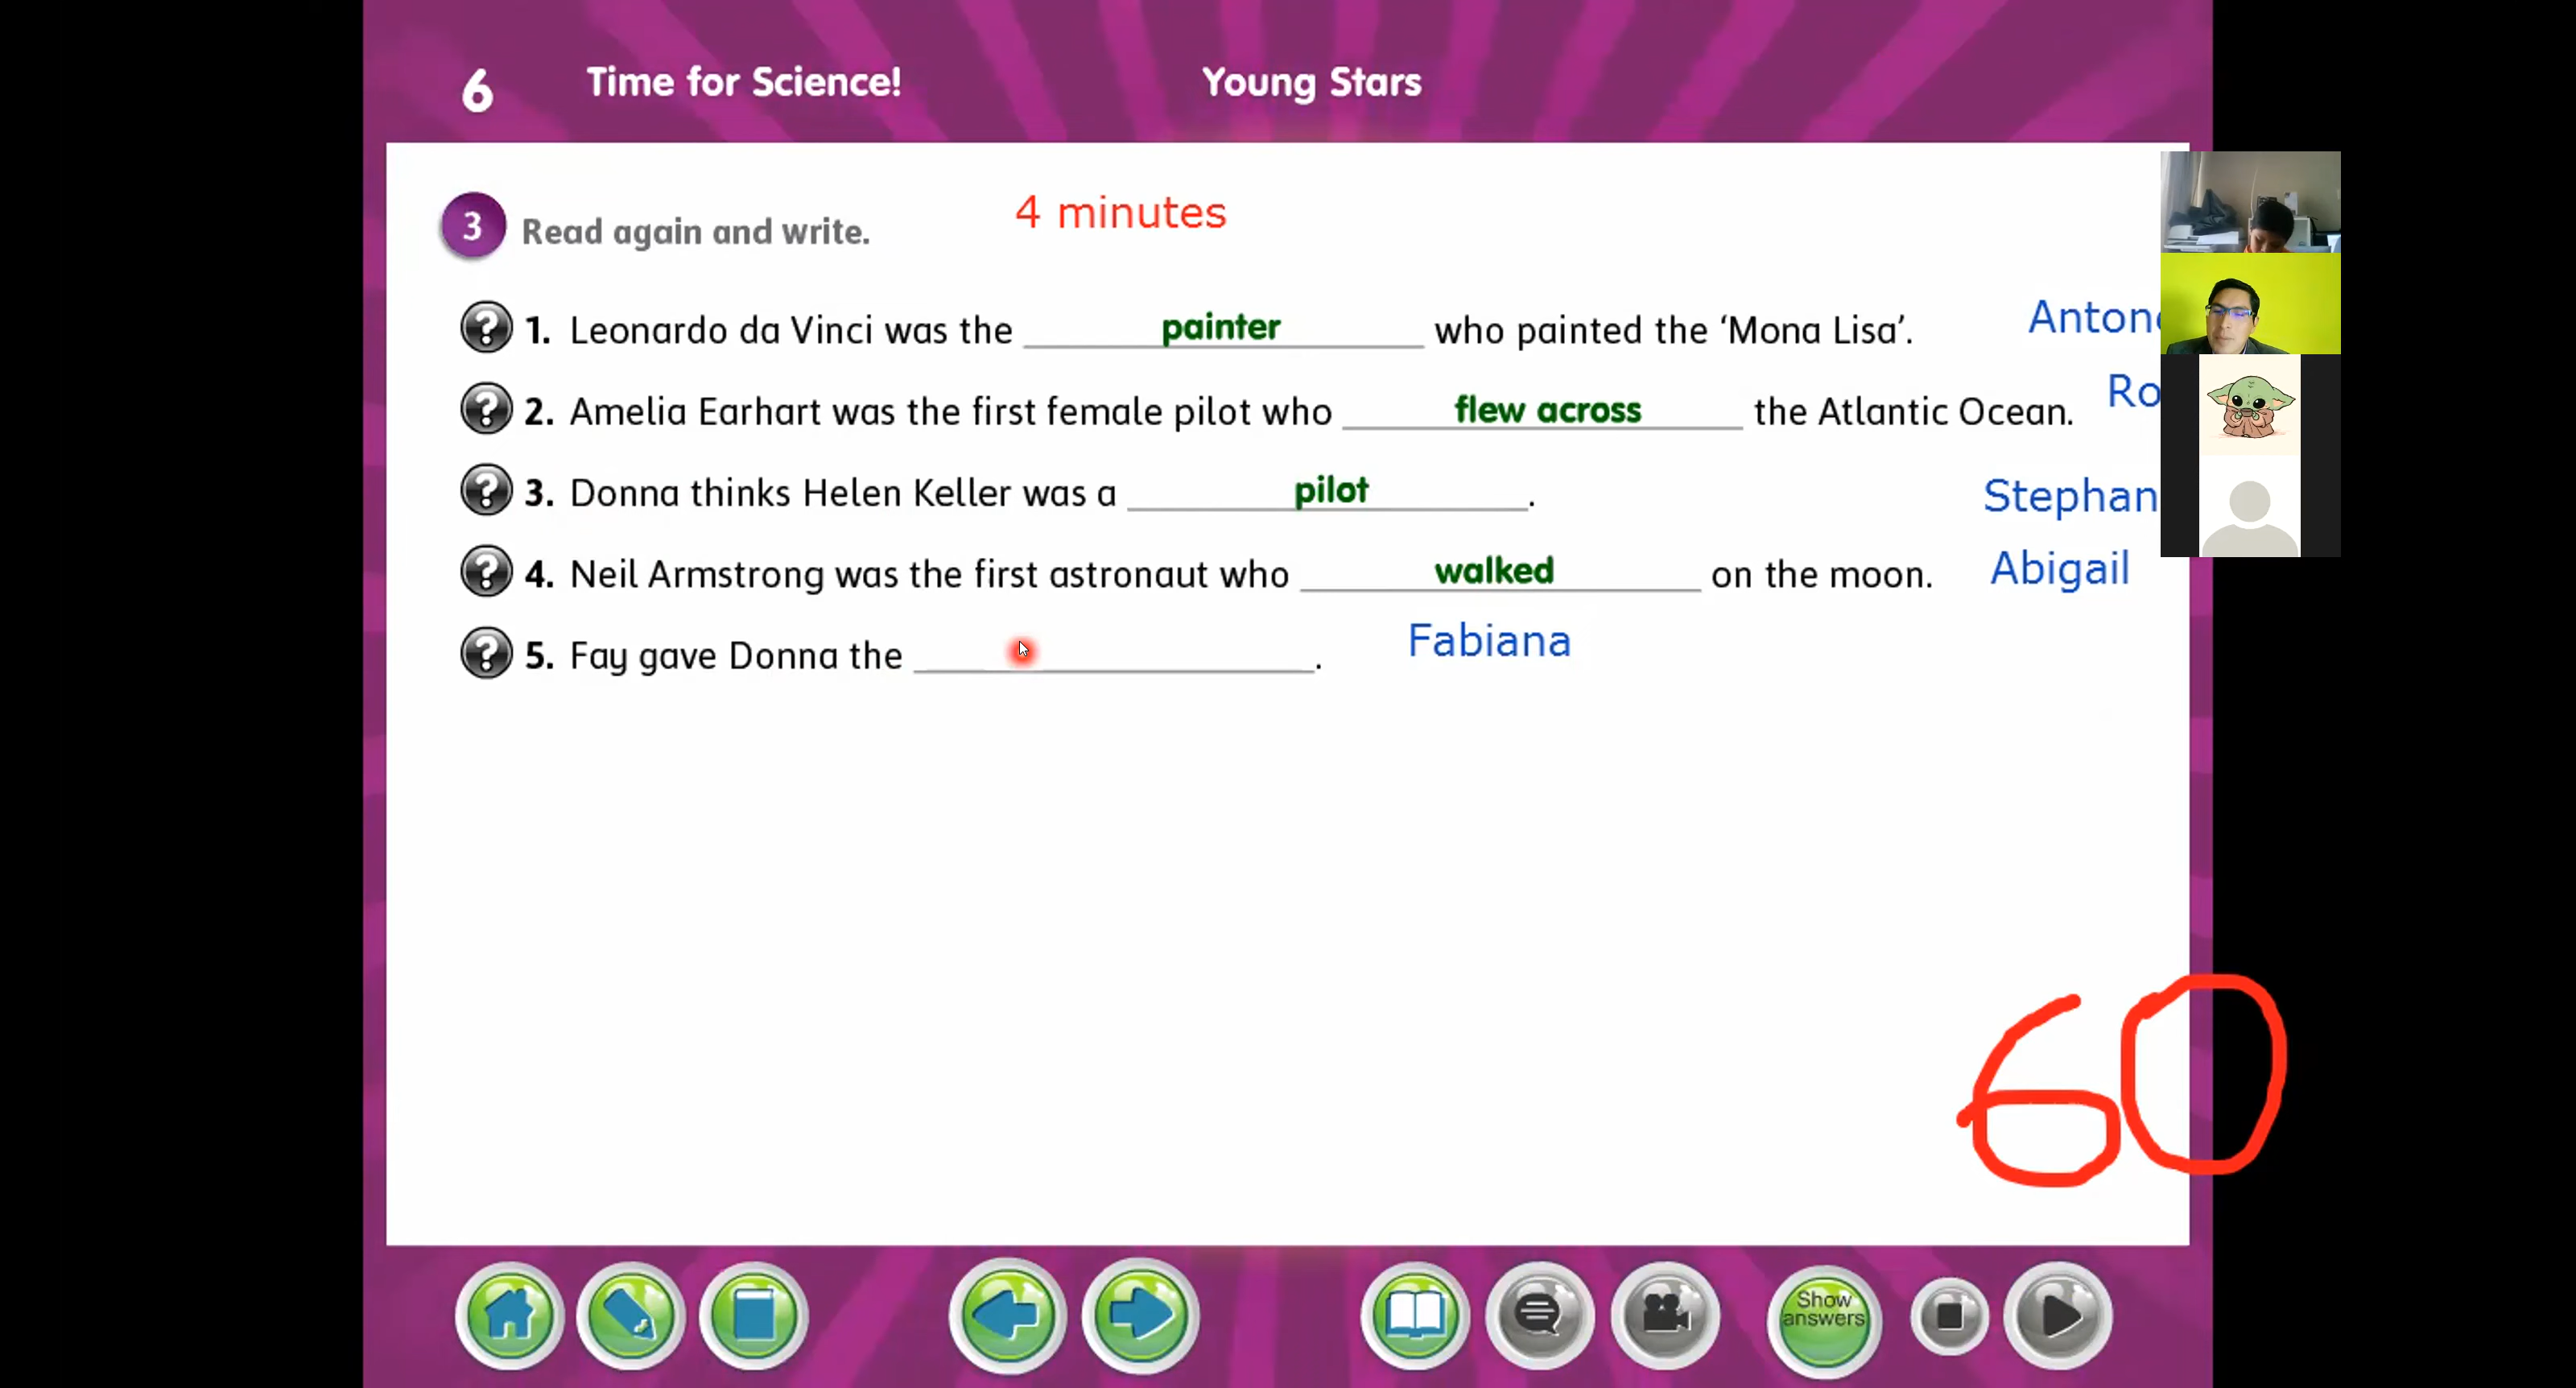 6 Time for Science! Young Stars
3 Read again and write. 4 minutes
? 1. Leonardo da Vinci was the painter who painted the ‘Mona Lisa’.
? 2. Amelia Earhart was the first female pilot who flew across the Atlantic Ocean.
? 3. Donna thinks Helen Keller was a pilot. Stephan
? 4. Neil Armstrong was the first astronaut who walked on the moon. Abigail
? 5. Fay gave Donna the ____. Fabiana
60
Show
answers